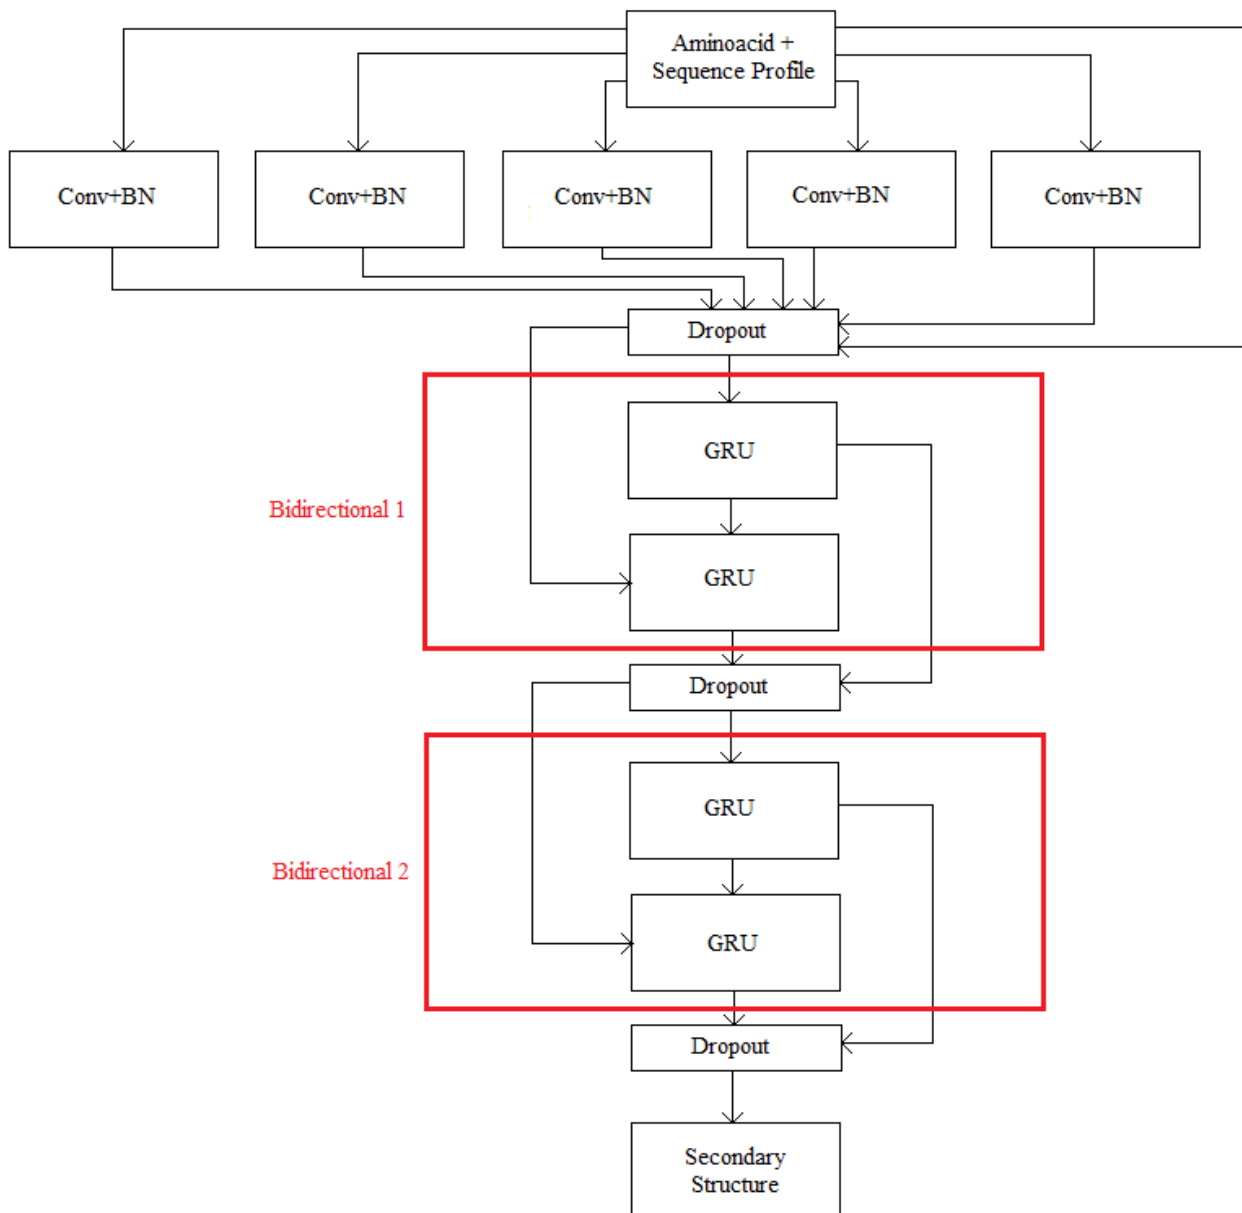 Aminoacid +
Sequence Profile
Conv+BN
Conv+BN
Conv+BN
Conv+BN
Conv+BN
Dropout
GRU
Bidirectional 1
GRU
Dropout
GRU
Bidirectional 2
GRU
Dropout
Secondary
Structure